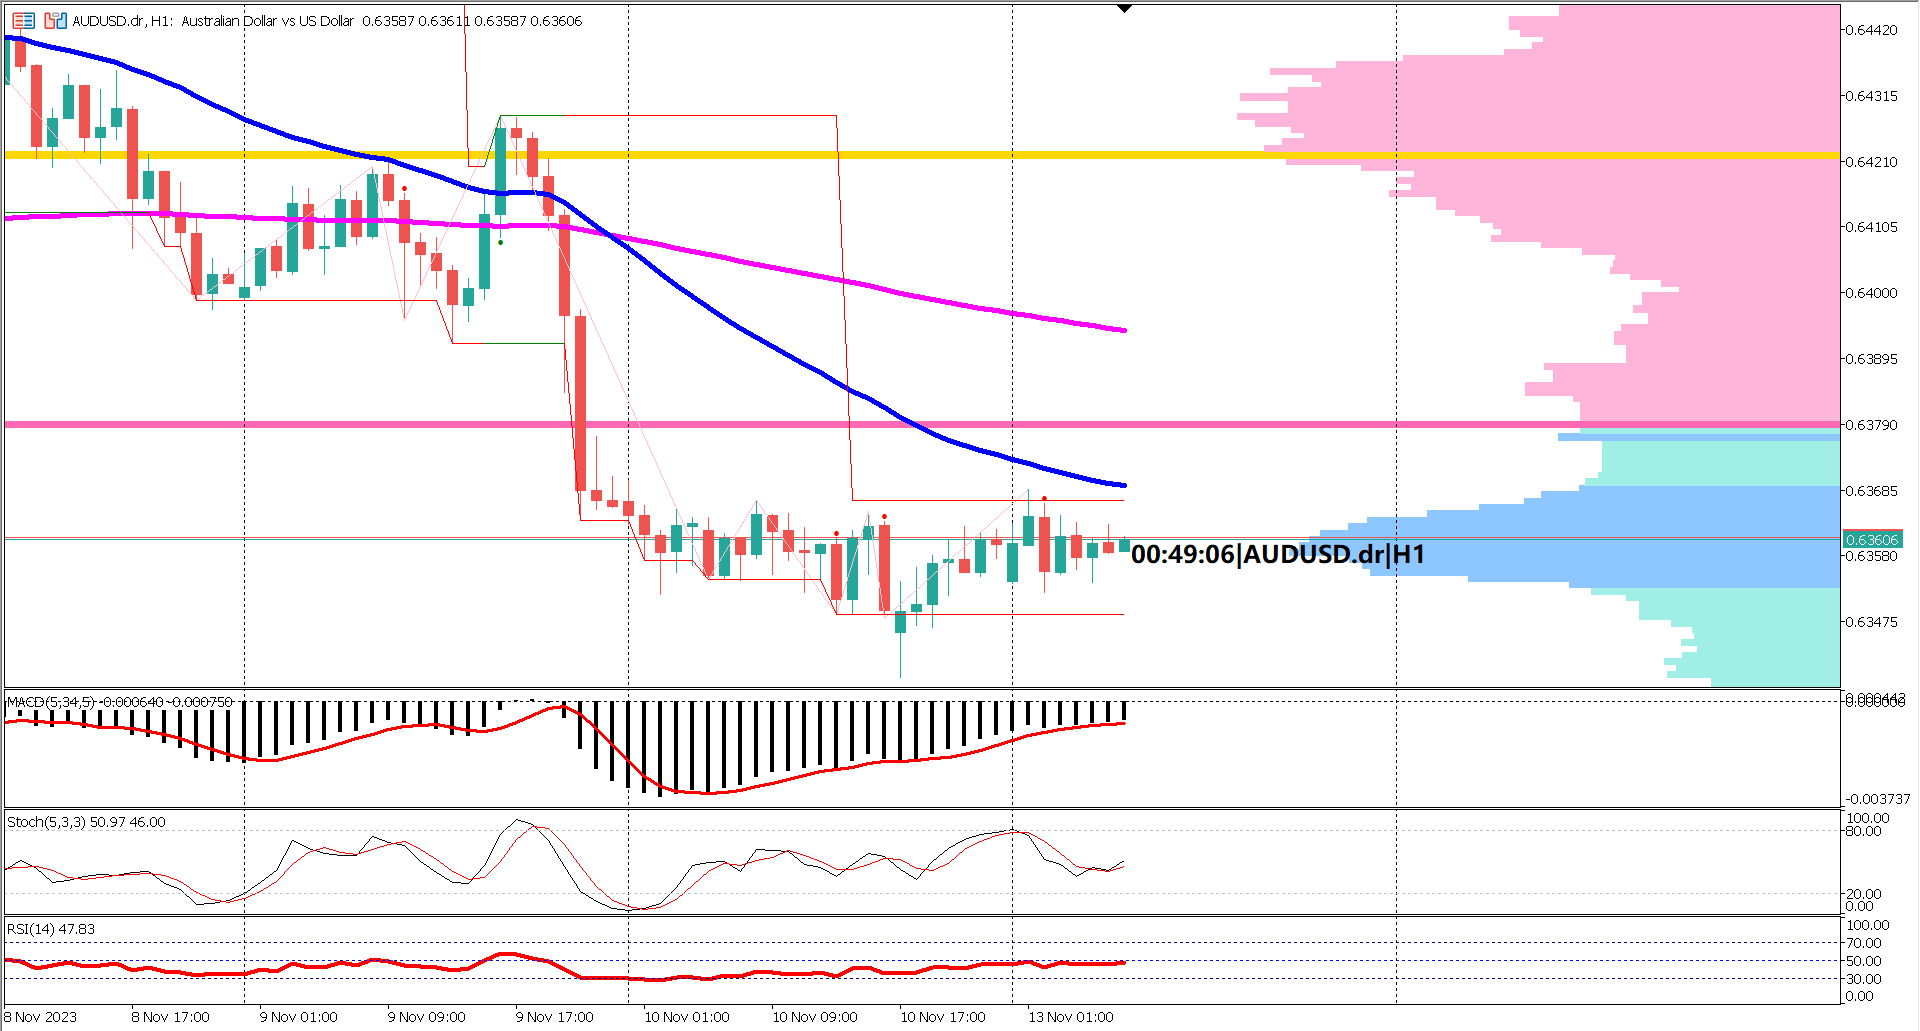 AUDUSD.dr, H1: Australian Dollar vs US Dollar 0.63587 0.63611 0.63587 0.63606
0.64420
0.64315
0.64210
0.64105
0.64000
0.63895
0.63790
0.63685
0.63606
0.63580
0.63475
00:49:06|AUDUSD.dr|H1
MACD(5,34,5) -0.000640 -0.000750
0.000443
0.000000
-0.003737
Stoch(5,3,3) 50.97 46.00
100.00
80.00
20.00
0.00
RSI(14) 47.83
100.00
70.00
50.00
30.00
0.00
8 Nov 2023
8 Nov 17:00
9 Nov 01:00
9 Nov 09:00
9 Nov 17:00
10 Nov 01:00
10 Nov 09:00
10 Nov 17:00
13 Nov 01:00